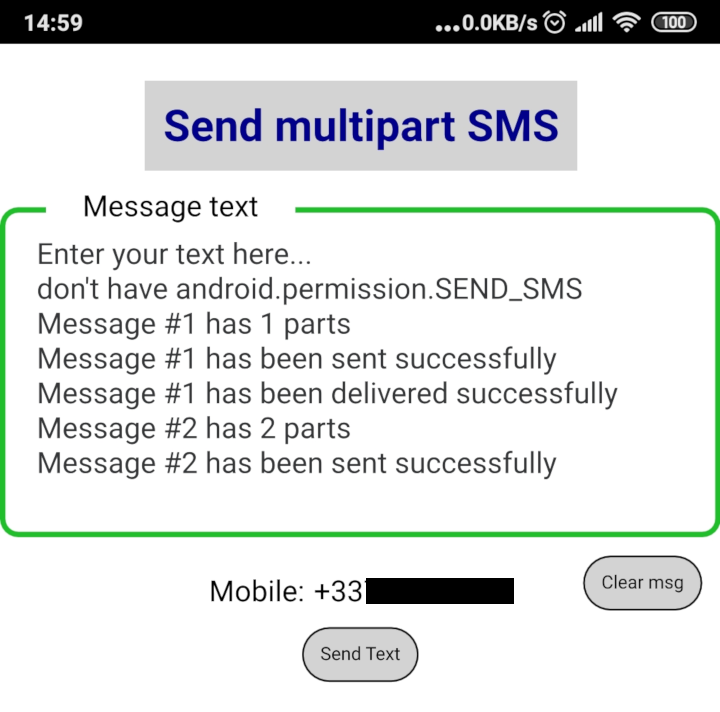 14:59
...0.0KB/s 100
Send multipart SMS
Message text
Enter your text here...
don't have android.permission.SEND_SMS
Message #1 has 1 parts
Message #1 has been sent successfully
Message #1 has been delivered successfully
Message #2 has 2 parts
Message #2 has been sent successfully
Mobile: +33
Clear msg
Send Text